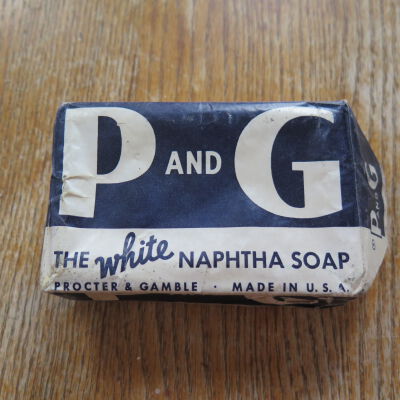 P AND G
THE white NAPHTHA SOAP
PROCTER & GAMBLE · MADE IN U.S.A.
P AND G